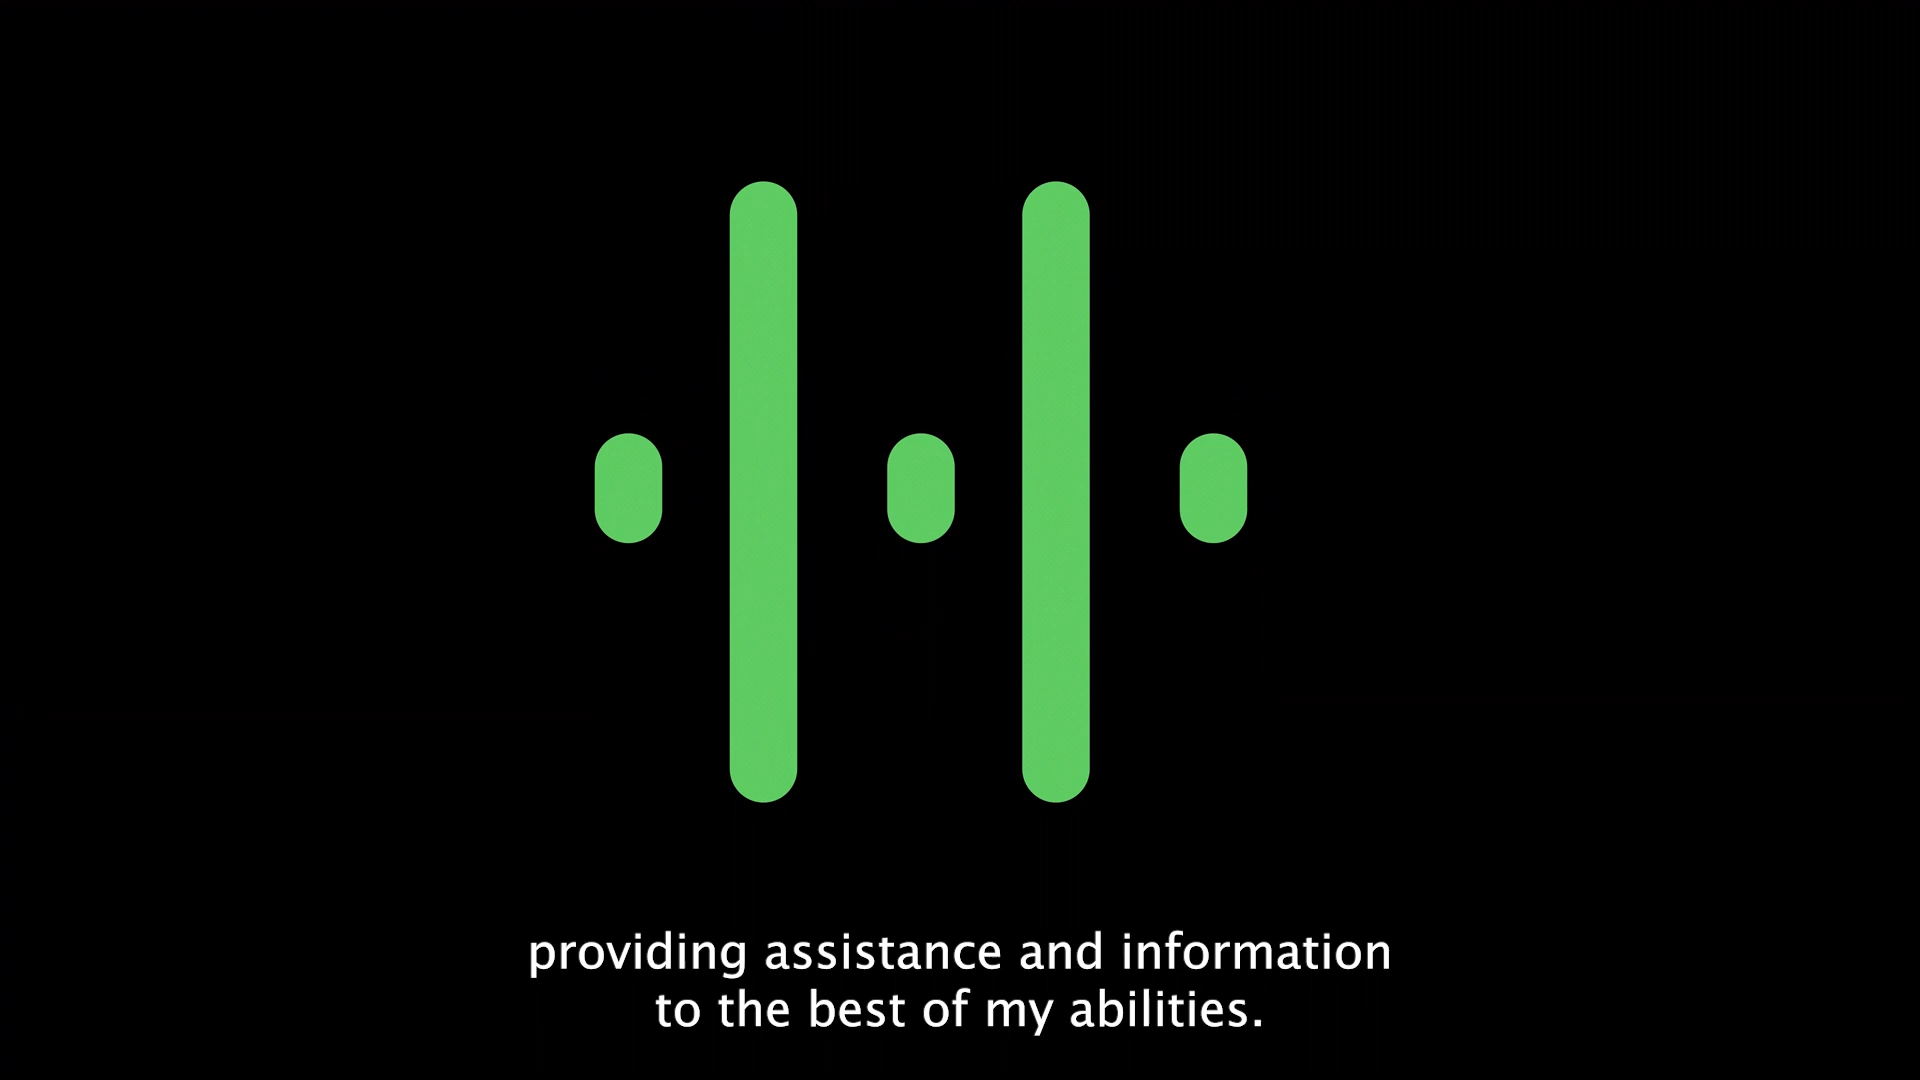 providing assistance and information
to the best of my abilities.